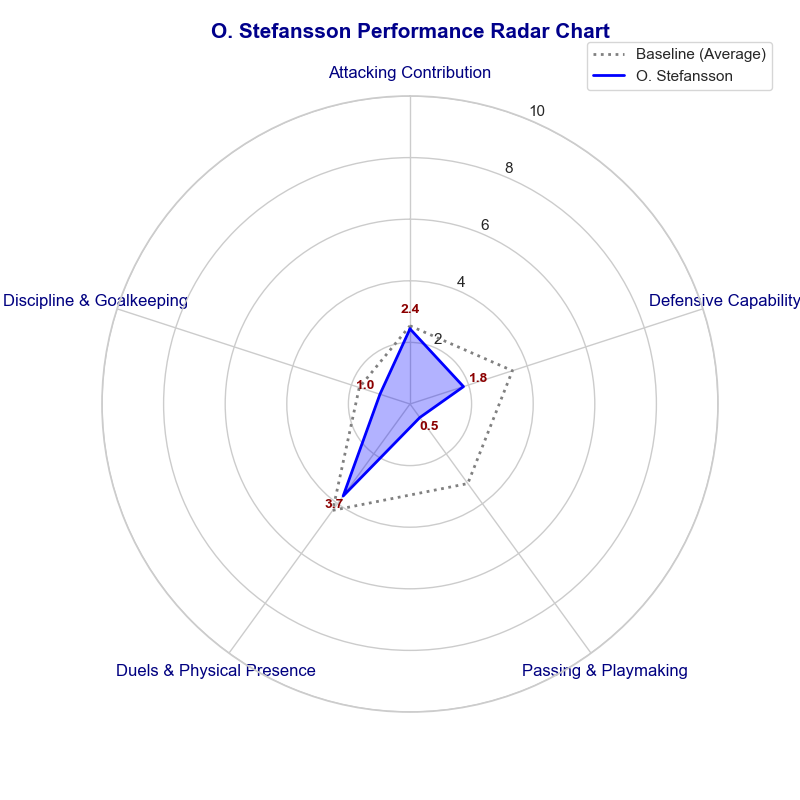 O. Stefansson Performance Radar Chart
Baseline (Average)
O. Stefansson
Attacking Contribution
10
8
6
4
2
2.4
Discipline & Goalkeeping
Defensive Capability
1.8
1.0
0.5
3.7
Duels & Physical Presence
Passing & Playmaking